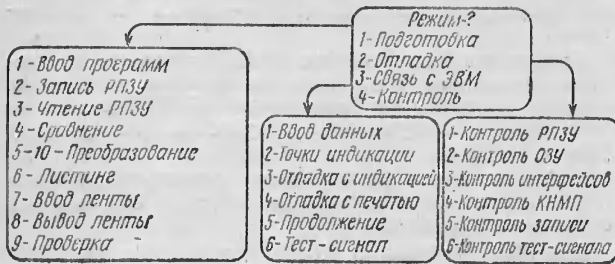 Режим-?
1-Подготовка
2-Отладка
3-Связь с ЭВМ
4-Контроль
1-Ввод программ
2-Запись РПЗУ
3-Чтение РПЗУ
4-Сравнение
5-10-Преобразование
6-Листинг
7-Ввод ленты
8-Вывод ленты
9-Проверка
1-Ввод данных
2-Точки индикации
3-Отладка с индикацией
4-Отладка с печатью
5-Продолжение
6-Тест-сигнал
1-Контроль РПЗУ
2-Контроль ОЗУ
3-Контроль интерфейсов
4-Контроль КНМП
5-Контроль записи
6-Контроль тест-сигнала